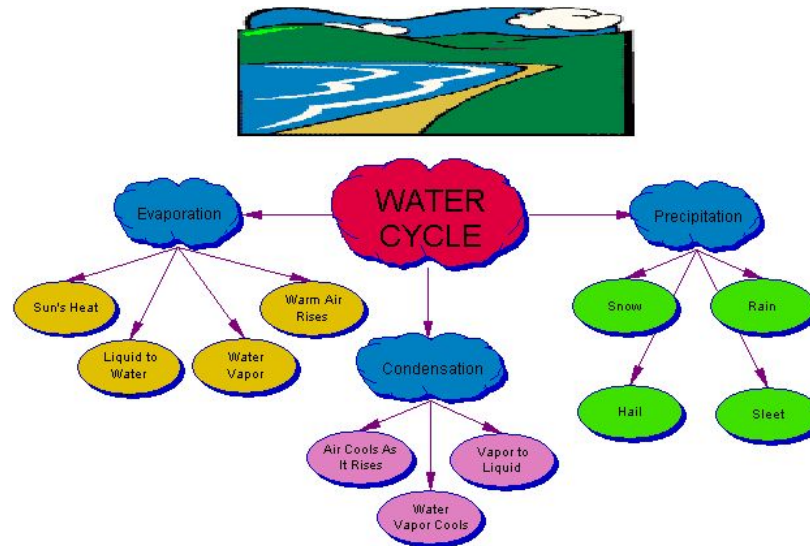 WATER
CYCLE
Evaporation
Sun's Heat
Liquid to
Water
Water
Vapor
Warm Air
Rises
Condensation
Air Cools As
It Rises
Water
Vapor Cools
Vapor to
Liquid
Precipitation
Snow
Rain
Hail
Sleet